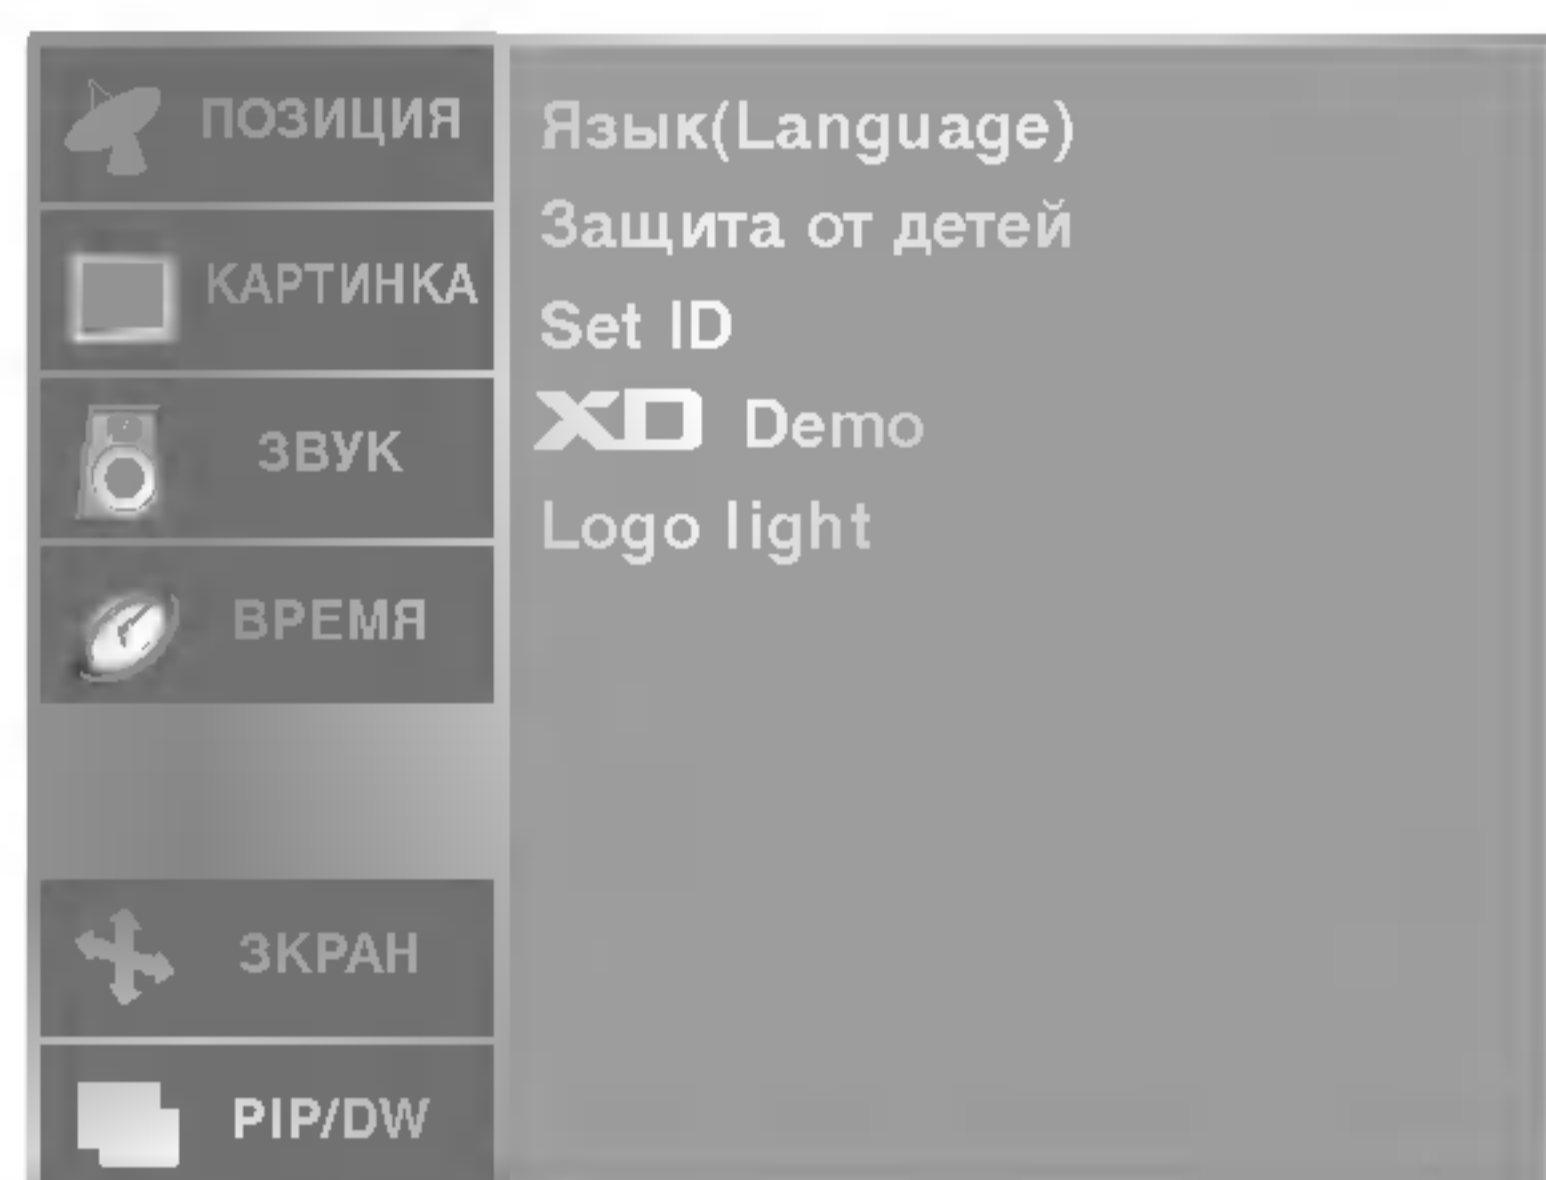 ПОЗИЦИЯ
КАРТИНКА
ЗВУК
ВРЕМЯ
ЗКРАН
PIP/DW
Язык(Language)
Защита от детей
Set ID
XD Demo
Logo light